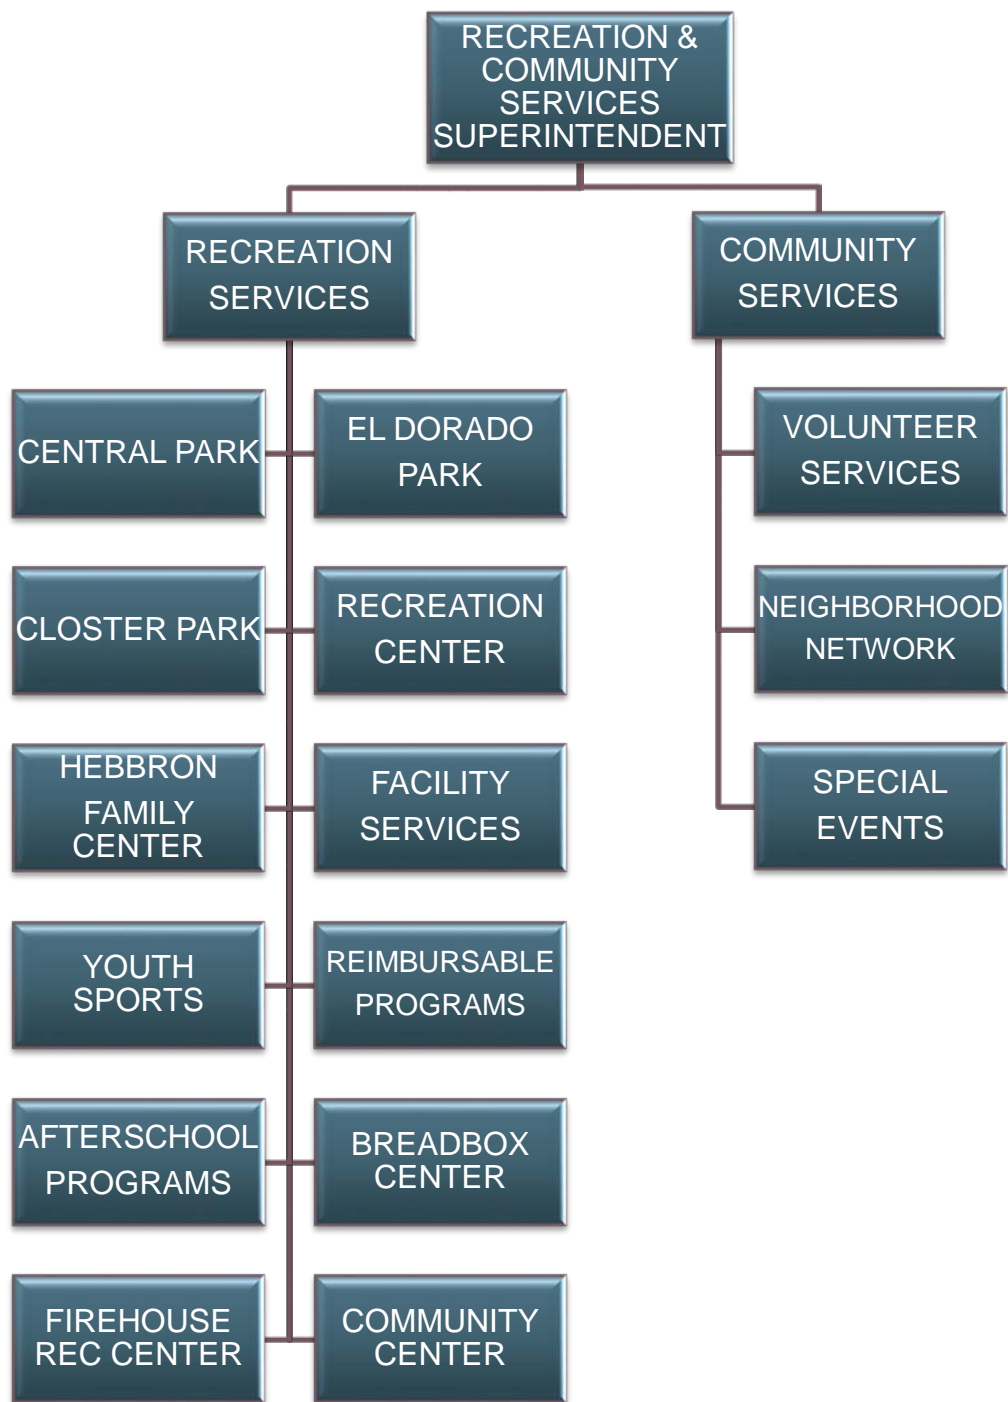 RECREATION &
COMMUNITY
SERVICES
SUPERINTENDENT
RECREATION
SERVICES
COMMUNITY
SERVICES
CENTRAL PARK
EL DORADO
PARK
VOLUNTEER
SERVICES
CLOSTER PARK
RECREATION
CENTER
NEIGHBORHOOD
NETWORK
HEBBRON
FAMILY
CENTER
FACILITY
SERVICES
SPECIAL
EVENTS
YOUTH
SPORTS
REIMBURSABLE
PROGRAMS
AFTERSCHOOL
PROGRAMS
BREADBOX
CENTER
FIREHOUSE
REC CENTER
COMMUNITY
CENTER